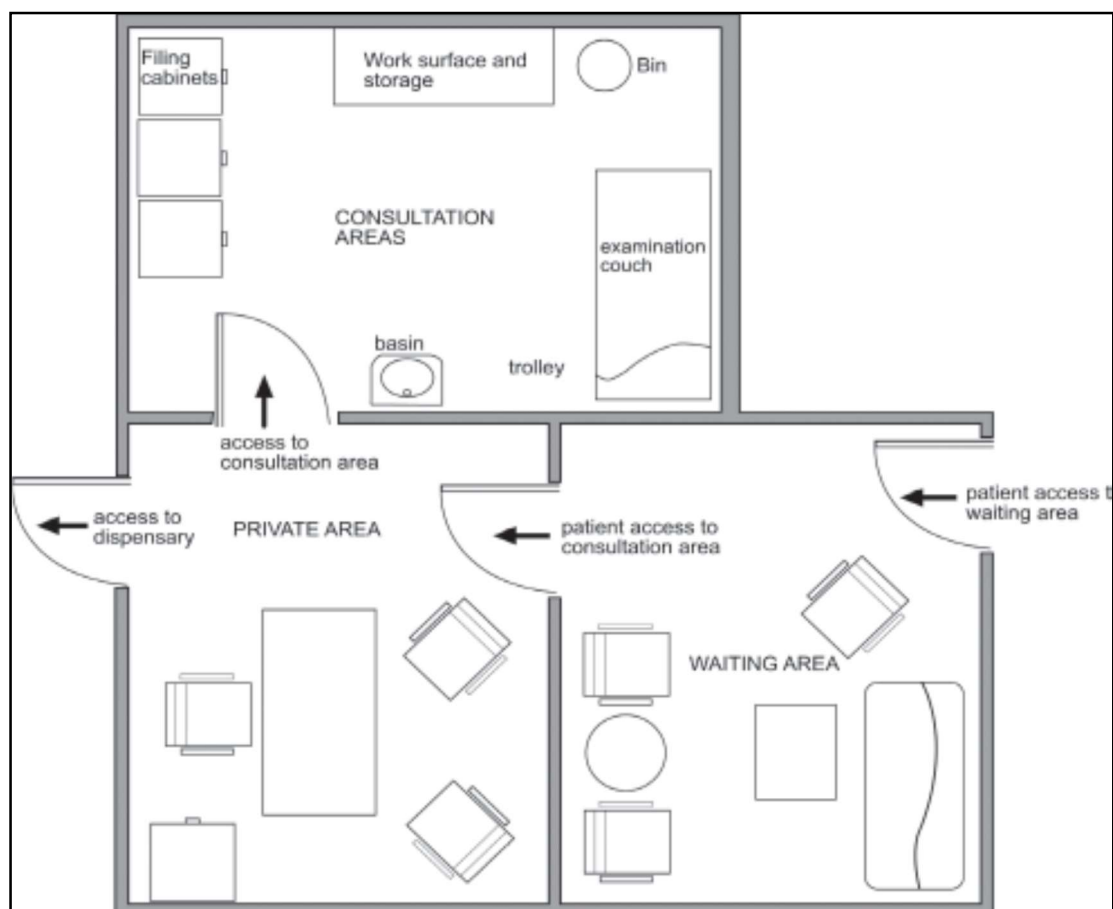 Filing
cabinets
Work surface and
storage
Bin
CONSULTATION
AREAS
examination
couch
basin
trolley
access to
consultation area
access to
dispensary
PRIVATE AREA
patient access to
consultation area
patient access t
waiting area
WAITING AREA